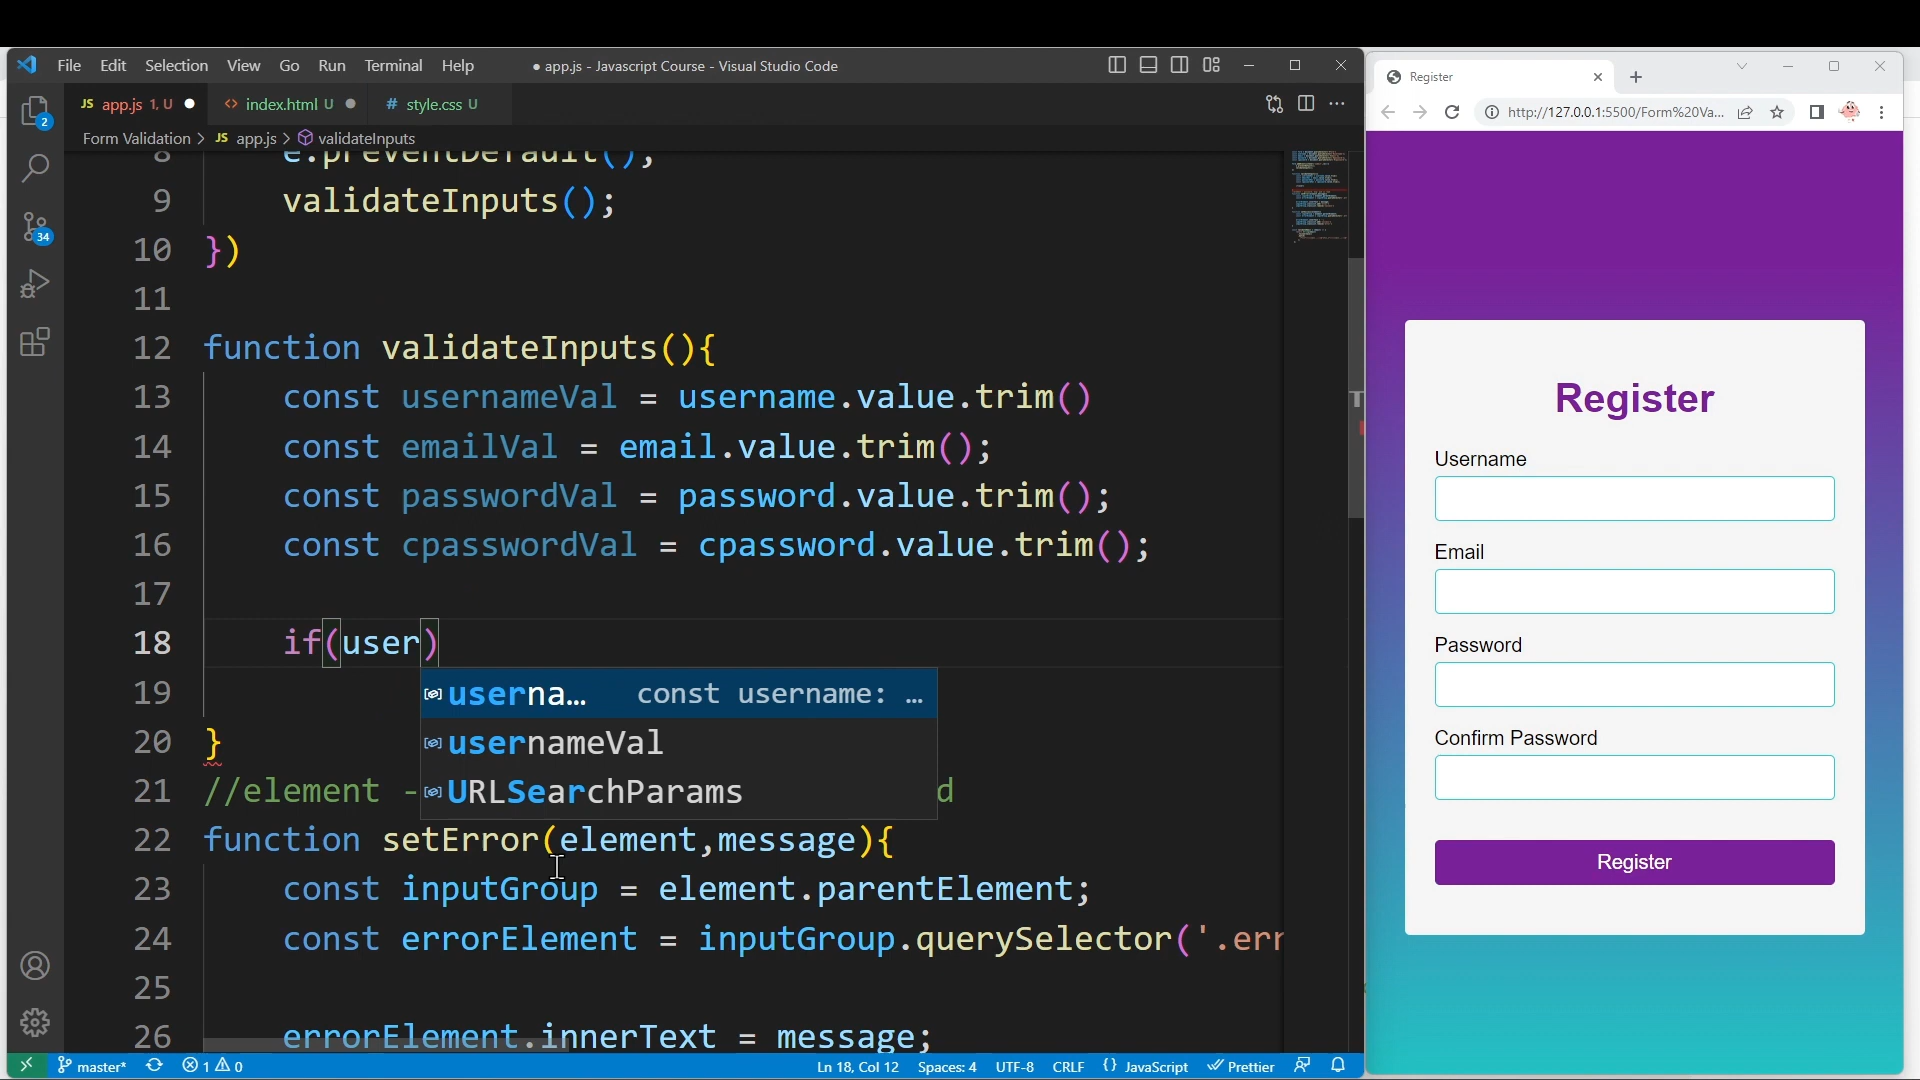 File Edit Selection View Go Run Terminal Help
● app.js - Javascript Course - Visual Studio Code
JS app.js 1, U ●
<> index.html U ●
# style.css U
Form Validation > JS app.js > validateInputs
8 e.preventDefault();
9 validateInputs();
10 })
11
12 function validateInputs(){
13 const usernameVal = username.value.trim()
14 const emailVal = email.value.trim();
15 const passwordVal = password.value.trim();
16 const cpasswordVal = cpassword.value.trim();
17
18 if(user)
userna… const username: …
19
usernameVal
20 }
URLSearchParams
21 //element - d
22 function setError(element,message){
23 const inputGroup = element.parentElement;
24 const errorElement = inputGroup.querySelector('.err
25
26 errorElement.innerText = message;
2
34
master* 1 0 Ln 18, Col 12 Spaces: 4 UTF-8 CRLF {} JavaScript Prettier
Register
http://127.0.0.1:5500/Form%20Va...
Register
Username
Email
Password
Confirm Password
Register